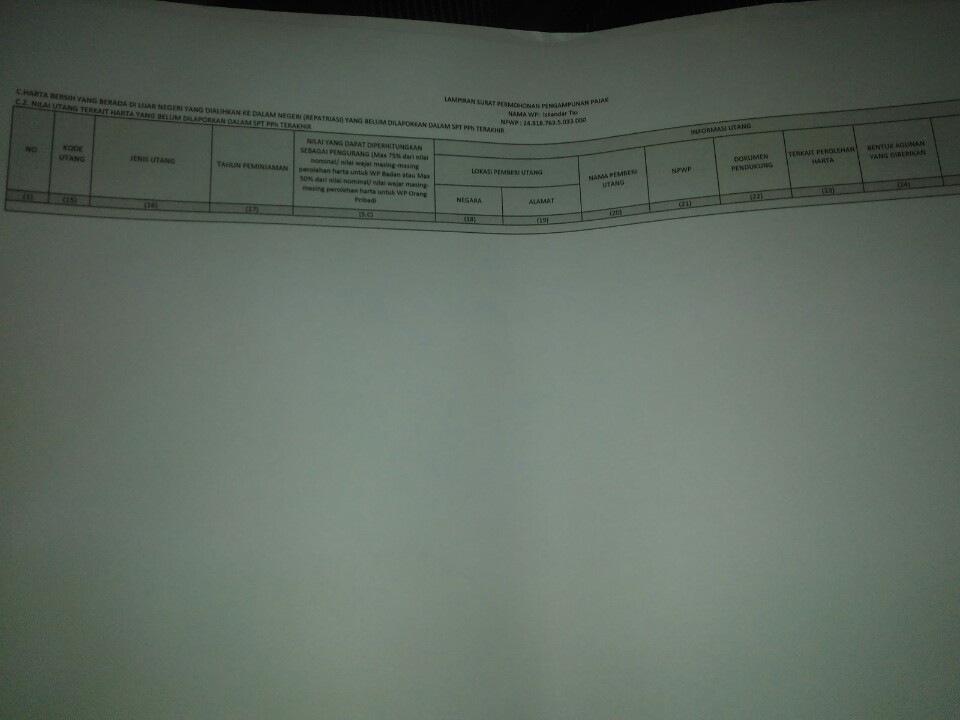 LAMPIRAN SURAT PERMOHONAN PENGAMPUNAN PAJAK
NAMA WP: Iskandar Tio
NPWP : 24.318.763.5.033.000
C.HARTA BERSIH YANG BERADA DI LUAR NEGERI YANG DIALIHKAN KE DALAM NEGERI (REPATRIASI) YANG BELUM DILAPORKAN DALAM SPT PPh TERAKHIR
C.2. NILAI UTANG TERKAIT HARTA YANG BELUM DILAPORKAN DALAM SPT PPh TERAKHIR
NO
KODE
UTANG
JENIS UTANG
TAHUN PEMINJAMAN
NILAI YANG DAPAT DIPERHITUNGKAN
SEBAGAI PENGURANG (Max 75% dari nilai
nominal/ nilai wajar masing-masing
perolehan harta untuk WP Badan atau Max
50% dari nilai nominal/ nilai wajar masing-
masing perolehan harta untuk WP Orang
Pribadi
INFORMASI UTANG
LOKASI PEMBERI UTANG
NEGARA
ALAMAT
NAMA PEMBERI
UTANG
NPWP
DOKUMEN
PENDUKUNG
TERKAIT PEROLEHAN
HARTA
BENTUK AGUNAN
YANG DIBERIKAN
(15)
(16)
(17)
(5.C)
(18)
(19)
(20)
(21)
(22)
(23)
(24)